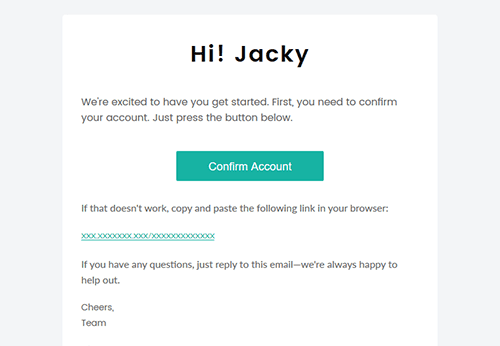 Hi! Jacky
We're excited to have you get started. First, you need to confirm
your account. Just press the button below.
Confirm Account
If that doesn't work, copy and paste the following link in your browser:
xxx.xxxxxxx.xxx/xxxxxxxxxxxxx
If you have any questions, just reply to this email—we're always happy to
help out.
Cheers,
Team